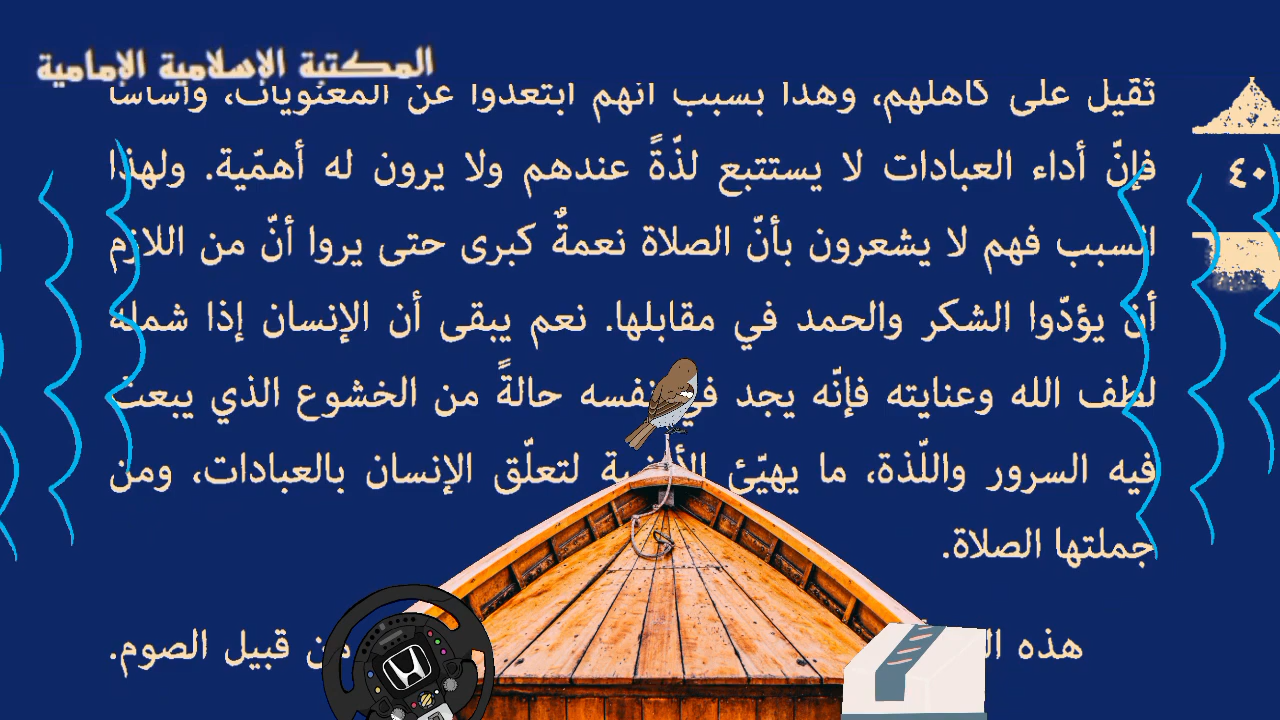 المكتبة الإسلامية الإمامية
ثقيل على كاهلهم، وهذا بسبب أنهم ابتعدوا عن المعنويات، وأساساً
٤٠
فإنّ أداء العبادات لا يستتبع لذّةً عندهم ولا يرون له أهمّية. ولهذا
السبب فهم لا يشعرون بأنّ الصلاة نعمةٌ كبرى حتى يروا أنّ من اللازم
أن يؤدّوا الشكر والحمد في مقابلها. نعم يبقى أن الإنسان إذا شمله
لطف الله وعنايته فإنّه يجد في نفسه حالةً من الخشوع الذي يبعث
فيه السرور واللّذة، ما يهيّئ لتعلّق الإنسان بالعبادات، ومن
جملتها الصلاة.
هذه من قبيل الصوم.